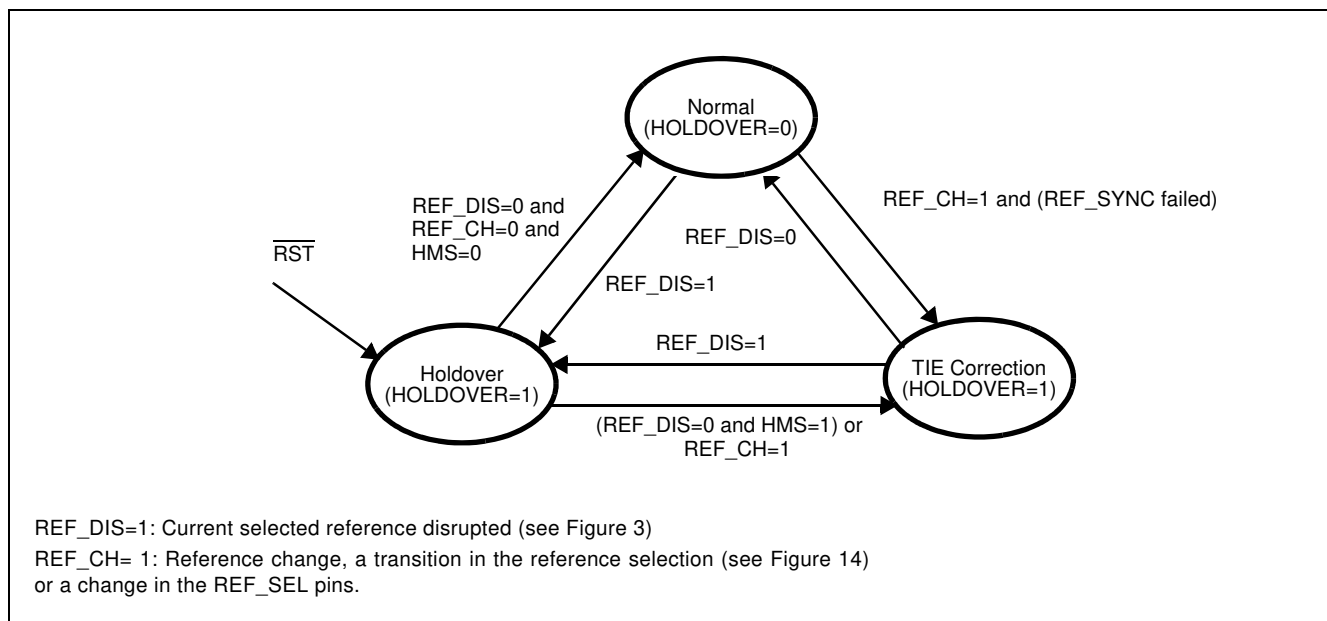 Normal
(HOLDOVER=0)
REF_CH=1 and (REF_SYNC failed)
REF_DIS=0 and
REF_CH=0 and
HMS=0
REF_DIS=0
RST
REF_DIS=1
REF_DIS=1
Holdover
(HOLDOVER=1)
TIE Correction
(HOLDOVER=1)
(REF_DIS=0 and HMS=1) or
REF_CH=1
REF_DIS=1: Current selected reference disrupted (see Figure 3)
REF_CH= 1: Reference change, a transition in the reference selection (see Figure 14)
or a change in the REF_SEL pins.